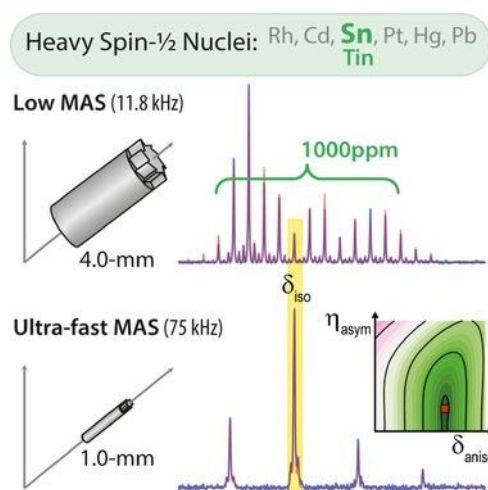 Heavy Spin-½ Nuclei: Rh, Cd, Sn, Pt, Hg, Pb
Tin
Low MAS (11.8 kHz)
1000ppm
4.0-mm
δiso
Ultra-fast MAS (75 kHz)
ηasym
1.0-mm
δaniso